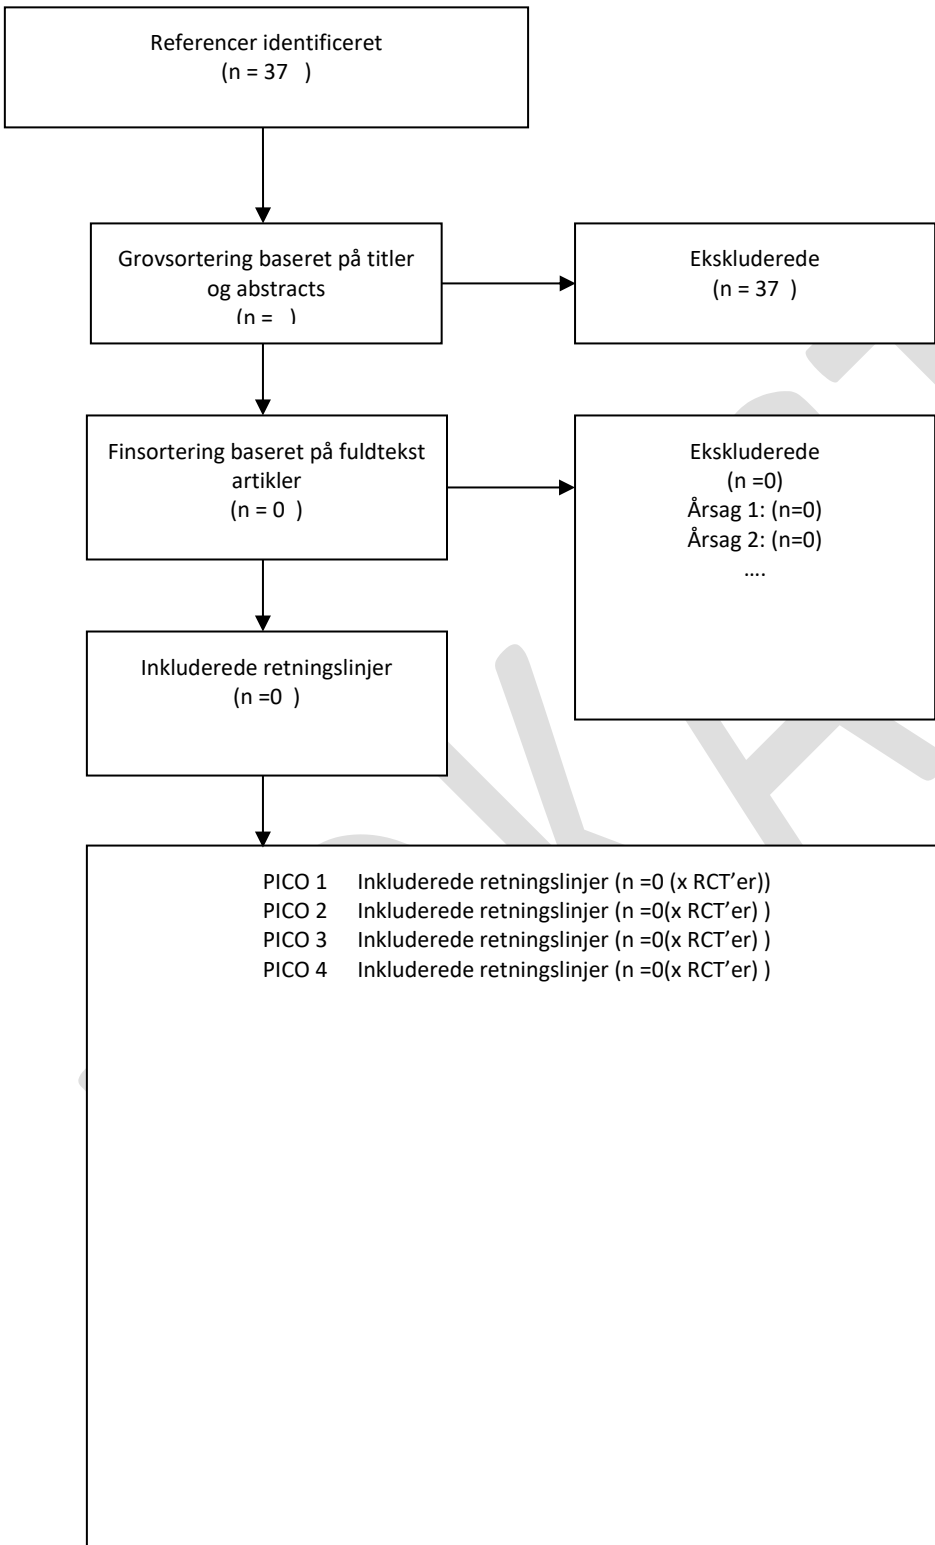 Referencer identificeret
(n = 37   )
Grovsortering baseret på titler
og abstracts
(n =   )
Ekskluderede
(n = 37  )
Finsortering baseret på fuldtekst
artikler
(n = 0  )
Ekskluderede
(n =0)
Årsag 1: (n=0)
Årsag 2: (n=0)
….
Inkluderede retningslinjer
(n =0  )
PICO 1    Inkluderede retningslinjer (n =0 (x RCT’er))
PICO 2    Inkluderede retningslinjer (n =0(x RCT’er) )
PICO 3    Inkluderede retningslinjer (n =0(x RCT’er) )
PICO 4    Inkluderede retningslinjer (n =0(x RCT’er) )